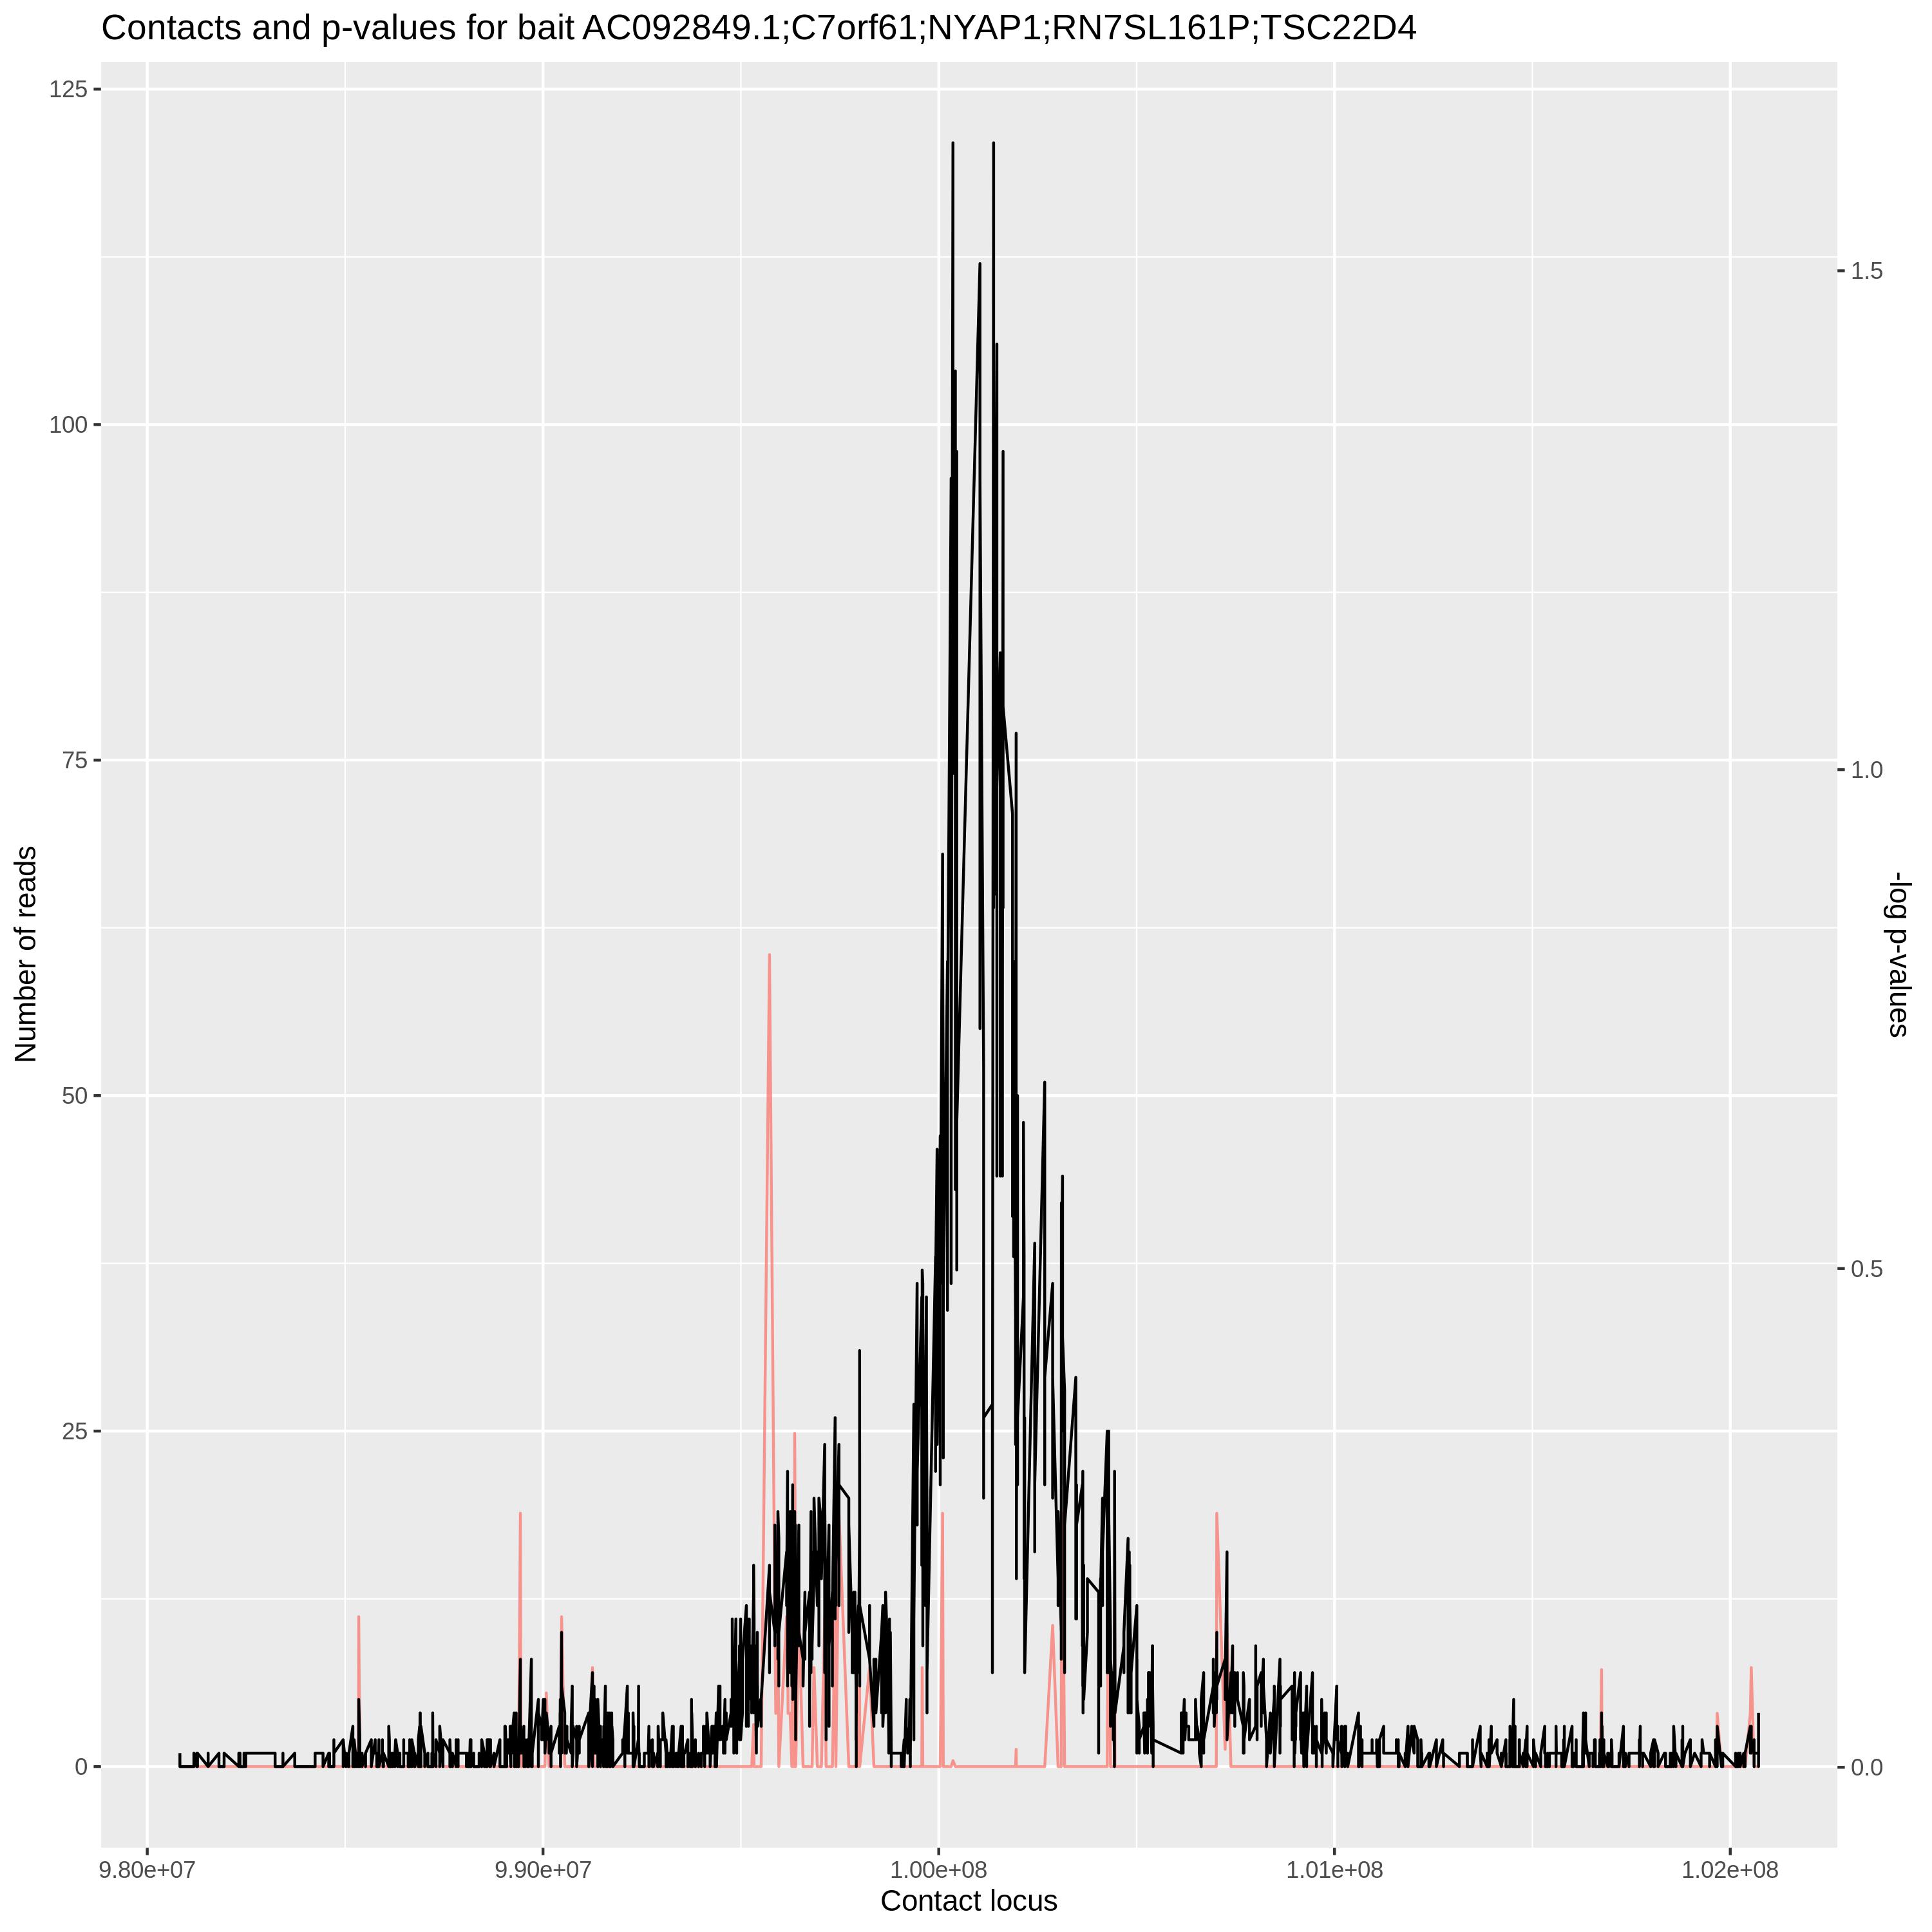 Contacts and p-values for bait AC092849.1;C7orf61;NYAP1;RN7SL161P;TSC22D4
125
100
75
50
25
0
Number of reads
1.5
1.0
0.5
0.0
-log p-values
9.80e+07 9.90e+07 1.00e+08 1.01e+08 1.02e+08
Contact locus